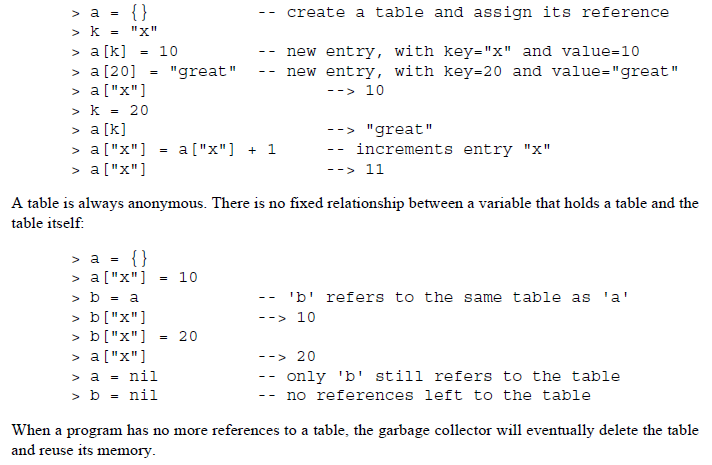 > a = {} -- create a table and assign its reference
> k = "x"
> a[k] = 10 -- new entry, with key="x" and value=10
> a[20] = "great" -- new entry, with key=20 and value="great"
> a["x"] --> 10
> k = 20
> a[k] --> "great"
> a["x"] = a["x"] + 1 -- increments entry "x"
> a["x"] --> 11
A table is always anonymous. There is no fixed relationship between a variable that holds a table and the
table itself:
> a = {}
> a["x"] = 10
> b = a -- 'b' refers to the same table as 'a'
> b["x"] --> 10
> b["x"] = 20
> a["x"] --> 20
> a = nil -- only 'b' still refers to the table
> b = nil -- no references left to the table
When a program has no more references to a table, the garbage collector will eventually delete the table
and reuse its memory.